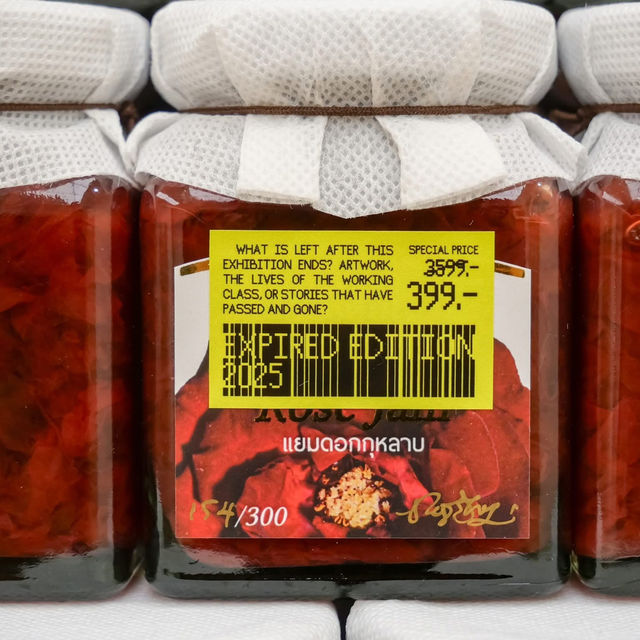 WHAT IS LEFT AFTER THIS
EXHIBITION ENDS? ARTWORK,
THE LIVES OF THE WORKING
CLASS, OR STORIES THAT HAVE
PASSED AND GONE?
SPECIAL PRICE
3599.-
399.-
EXPIRED EDITION
2025
Rose Jam
แยมดอกกุหลาบ
154/300